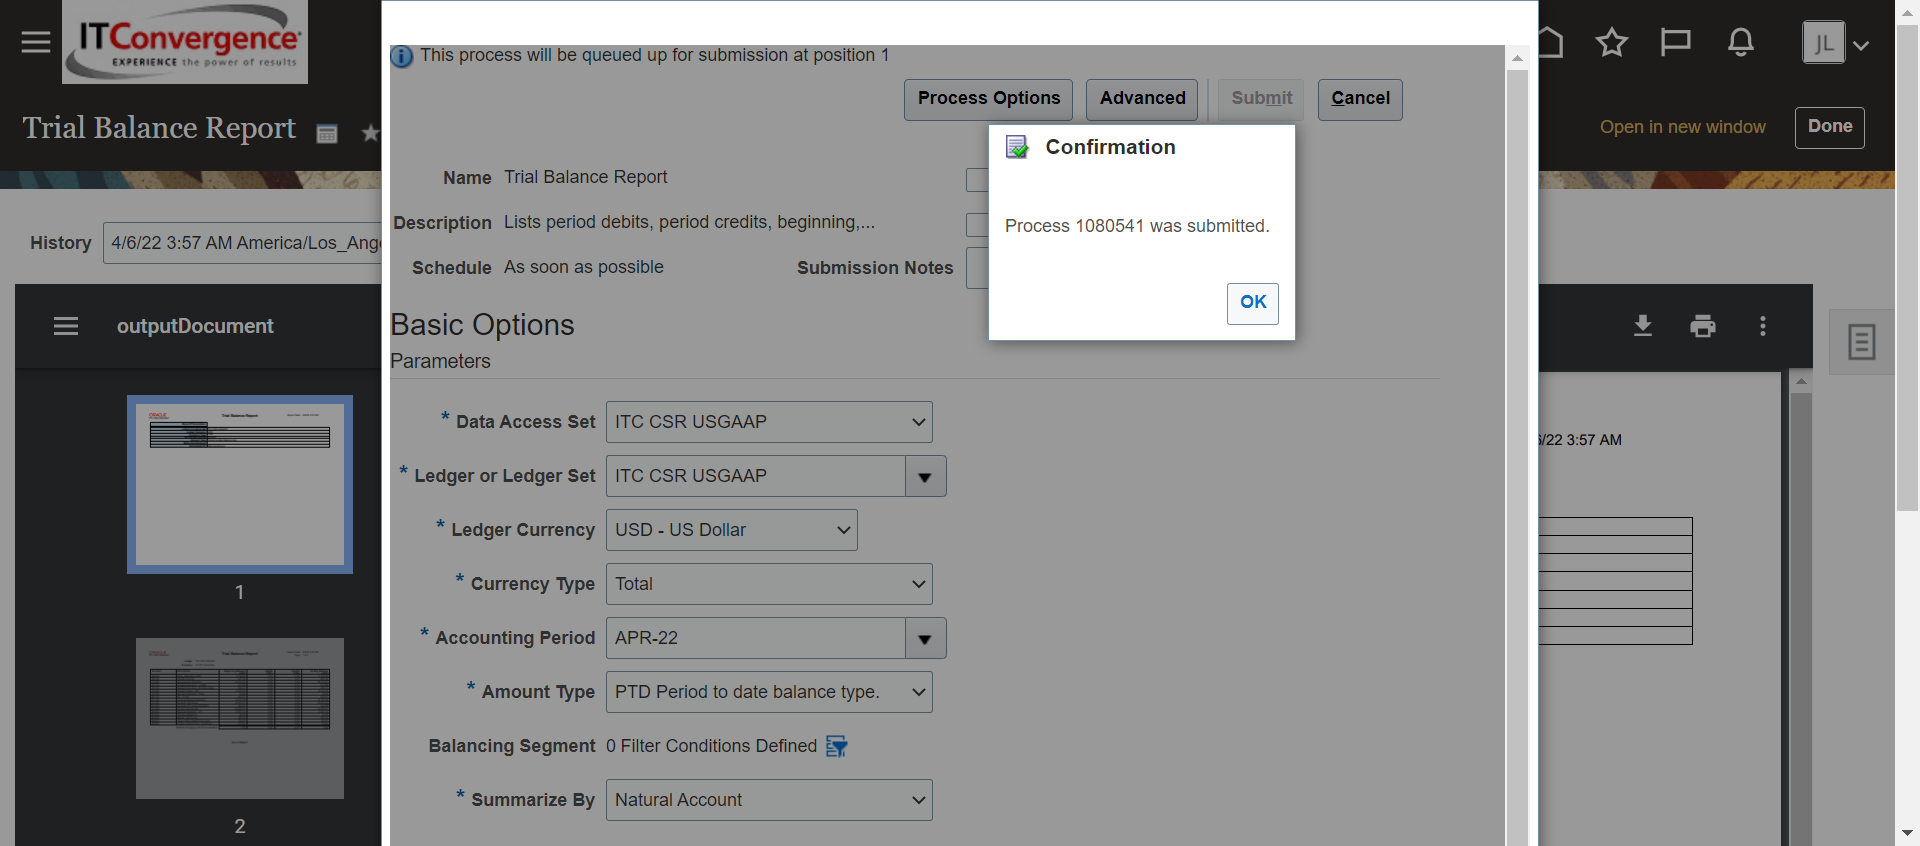 ITConvergence
EXPERIENCE the power of results
This process will be queued up for submission at position 1
JL
Process Options
Advanced
Submit
Cancel
Trial Balance Report
Open in new window
Done
Confirmation
Name Trial Balance Report
Description Lists period debits, period credits, beginning,...
Process 1080541 was submitted.
History 4/6/22 3:57 AM America/Los_Ange
Schedule As soon as possible
Submission Notes
OK
outputDocument
Basic Options
Parameters
* Data Access Set ITC CSR USGAAP
/22 3:57 AM
* Ledger or Ledger Set ITC CSR USGAAP
* Ledger Currency USD - US Dollar
* Currency Type Total
1
* Accounting Period APR-22
* Amount Type PTD Period to date balance type.
Balancing Segment 0 Filter Conditions Defined
* Summarize By Natural Account
2